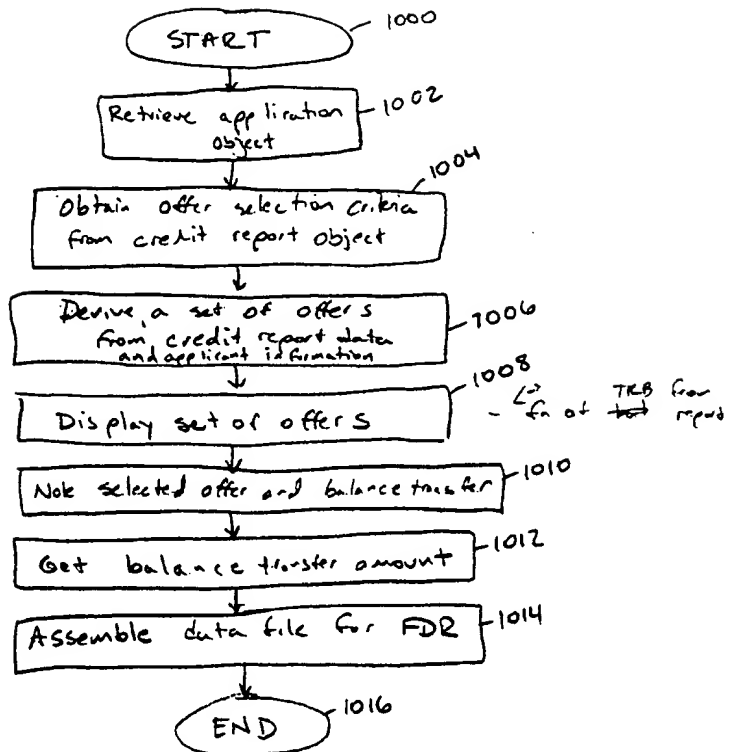 START
1000
Retrieve application
object
1002
Obtain offer selection criteria
from credit report object
1004
Derive a set of offers
from credit report data
and applicant information
1006
Display set of offers
1008
fn of TRB from
report
Note selected offer and balance transfer
1010
Get balance transfer amount
1012
Assemble data file for FDR
1014
END
1016